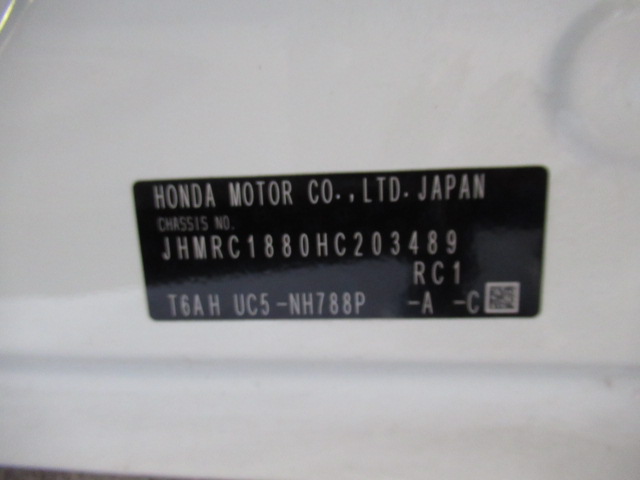 HONDA MOTOR CO.,LTD.JAPAN
CHASSIS NO.
JHMRC1880HC203489
RC1
T6AH UC5-NH788P -A -C